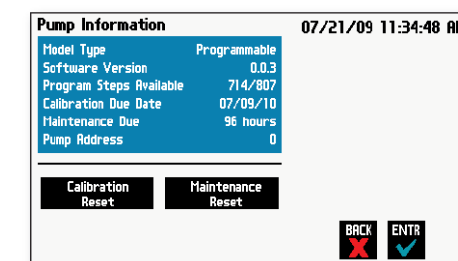 Pump Information 07/21/09 11:34:48 A
Model Type Programmable
Software Version 0.0.3
Program Steps Available 714/807
Calibration Due Date 07/09/10
Maintenance Due 96 hours
Pump Address 0
Calibration Maintenance
Reset Reset
BACK ENTR